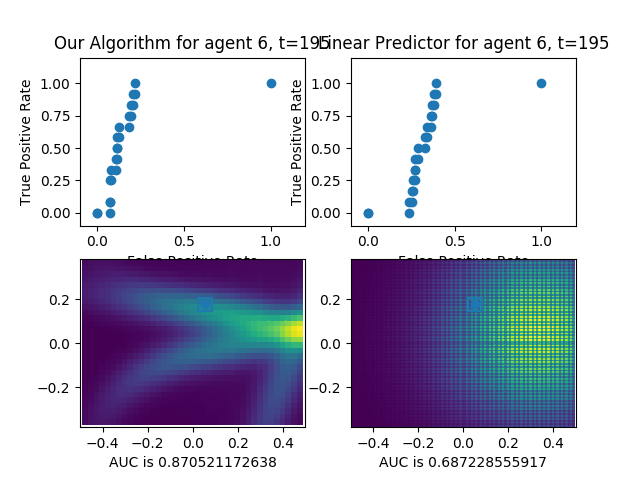 Our Algorithm for agent 6, t=195
Linear Predictor for agent 6, t=195
True Positive Rate
1.00
0.75
0.50
0.25
0.00
0.0 0.5 1.0
False Positive Rate
True Positive Rate
1.00
0.75
0.50
0.25
0.00
0.0 0.5 1.0
False Positive Rate
0.2
0.0
−0.2
−0.4 −0.2 0.0 0.2 0.4
AUC is 0.870521172638
0.2
0.0
−0.2
−0.4 −0.2 0.0 0.2 0.4
AUC is 0.687228555917